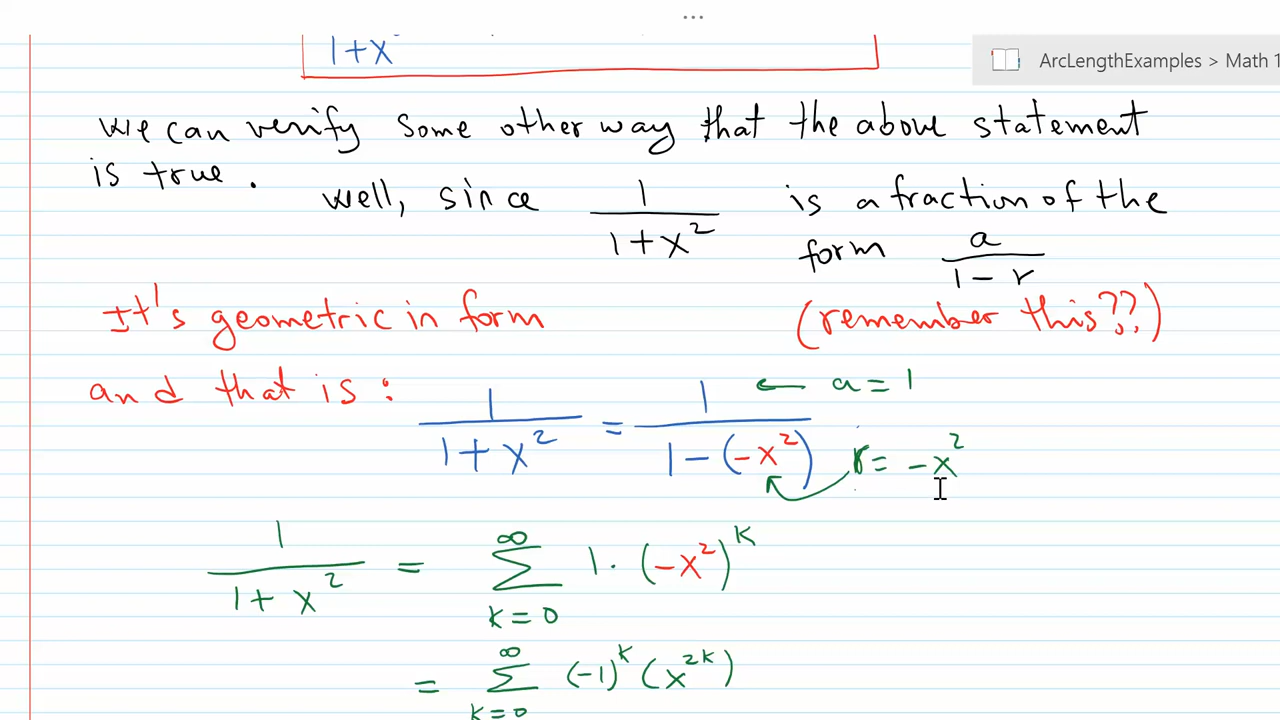 ...
1+x²
ArcLengthExamples > Math 1
we can verify some other way that the above statement
is true.
well, since 1/(1+x²) is a fraction of the
form a/(1-r)
It's geometric in form
(remember this??)
and that is: 1/(1+x²) = 1/(1-(-x²)) ← a=1
r= -x²
1/(1+x²) = ∑_{k=0}^{∞} 1·(-x²)^k
= ∑_{k=0}^{∞} (-1)^k (x^{2k})